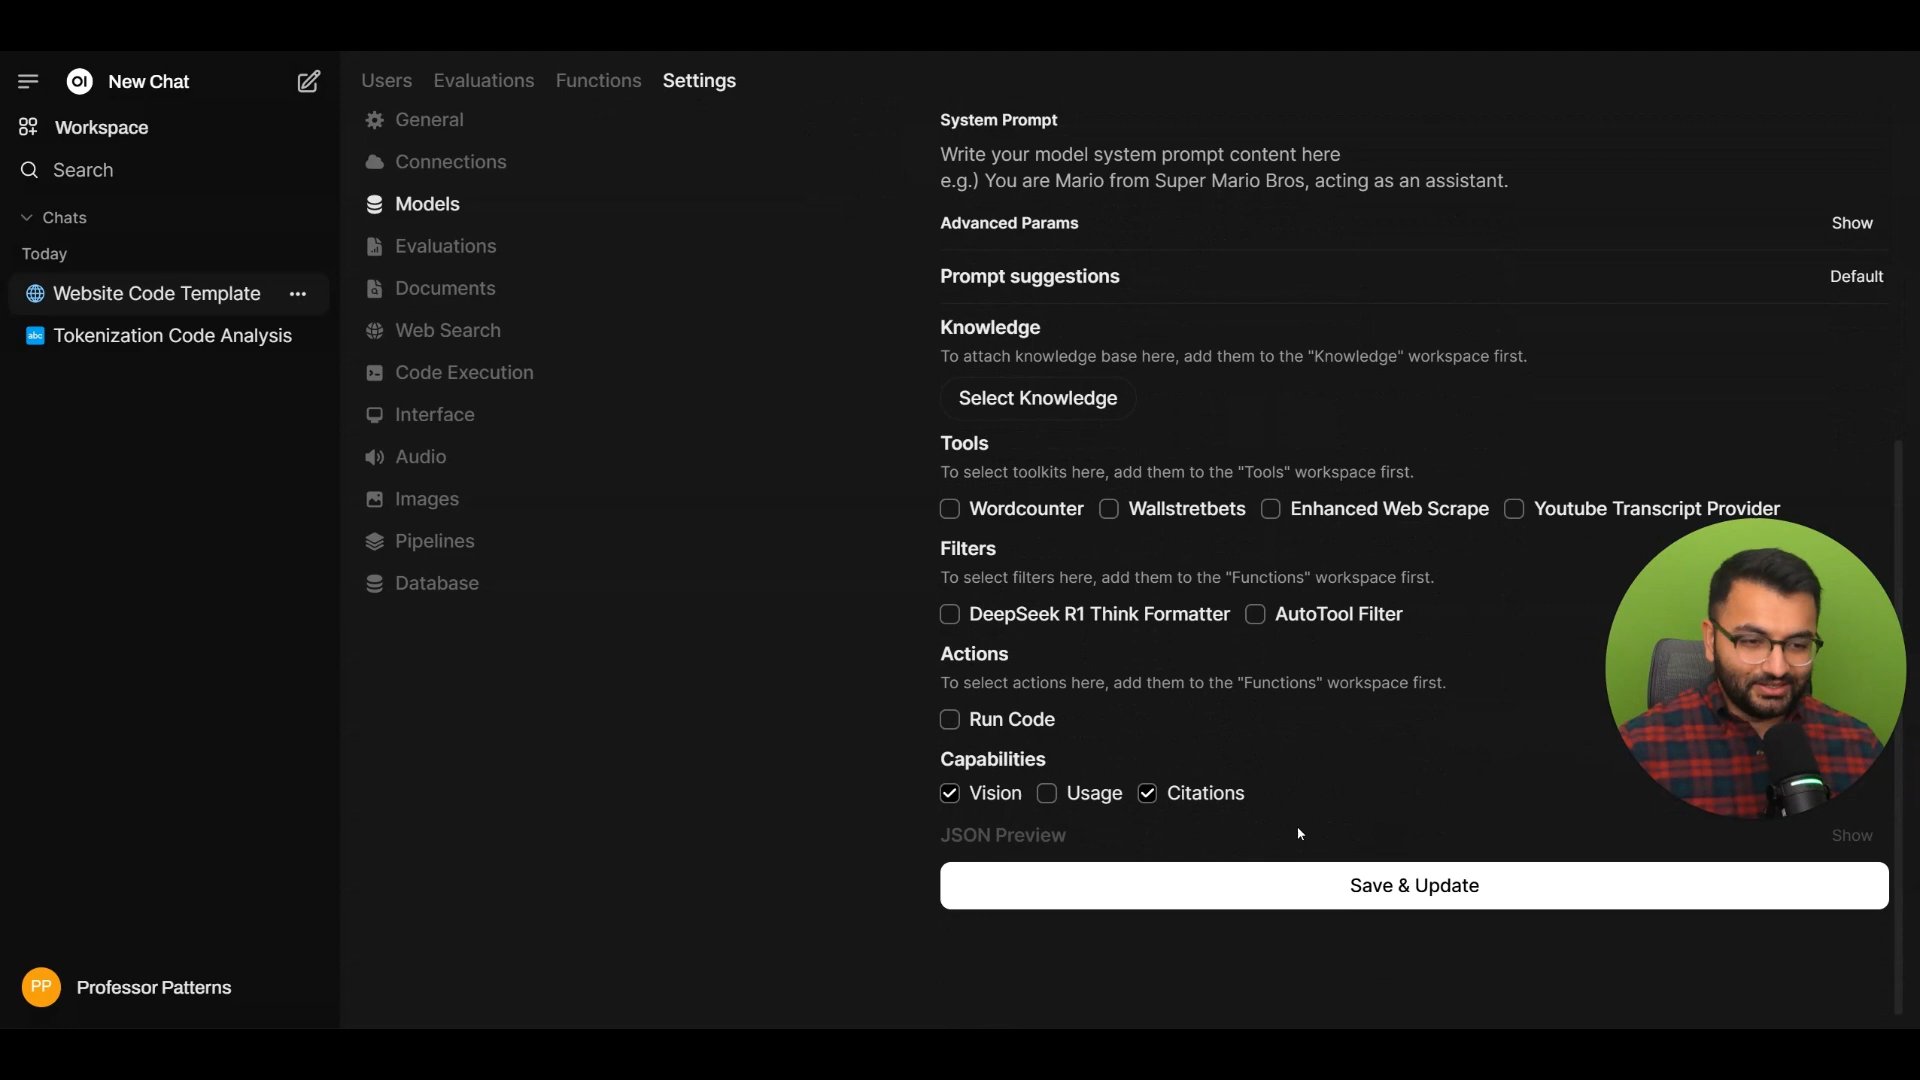 OI New Chat
Workspace
Search
Chats
Today
Website Code Template
abc Tokenization Code Analysis
PP Professor Patterns
Users Evaluations Functions Settings
General
Connections
Models
Evaluations
Documents
Web Search
Code Execution
Interface
Audio
Images
Pipelines
Database
System Prompt
Write your model system prompt content here
e.g.) You are Mario from Super Mario Bros, acting as an assistant.
Advanced Params Show
Prompt suggestions Default
Knowledge
To attach knowledge base here, add them to the "Knowledge" workspace first.
Select Knowledge
Tools
To select toolkits here, add them to the "Tools" workspace first.
Wordcounter Wallstretbets Enhanced Web Scrape Youtube Transcript Provider
Filters
To select filters here, add them to the "Functions" workspace first.
DeepSeek R1 Think Formatter AutoTool Filter
Actions
To select actions here, add them to the "Functions" workspace first.
Run Code
Capabilities
Vision Usage Citations
JSON Preview Show
Save & Update